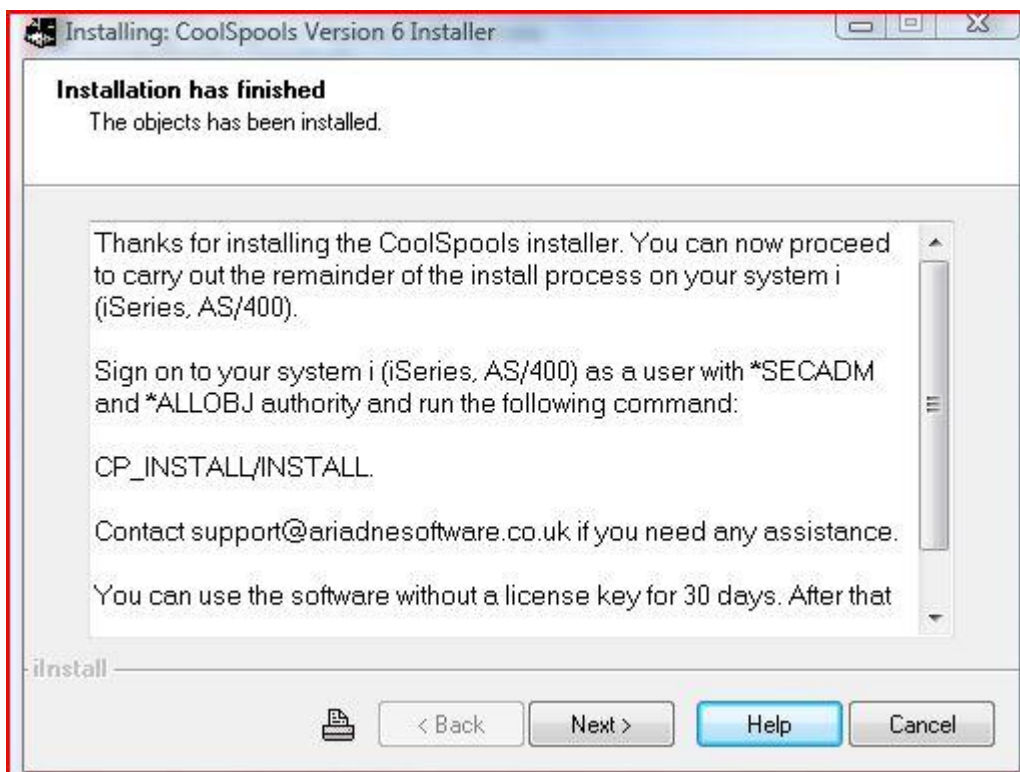 Installing: CoolSpools Version 6 Installer
Installation has finished
The objects has been installed.
Thanks for installing the CoolSpools installer. You can now proceed
to carry out the remainder of the install process on your system i
(iSeries, AS/400).
Sign on to your system i (iSeries, AS/400) as a user with *SECADM
and *ALLOBJ authority and run the following command:
CP_INSTALL/INSTALL.
Contact support@ariadnesoftware.co.uk if you need any assistance.
You can use the software without a license key for 30 days. After that
iInstall
< Back
Next >
Help
Cancel